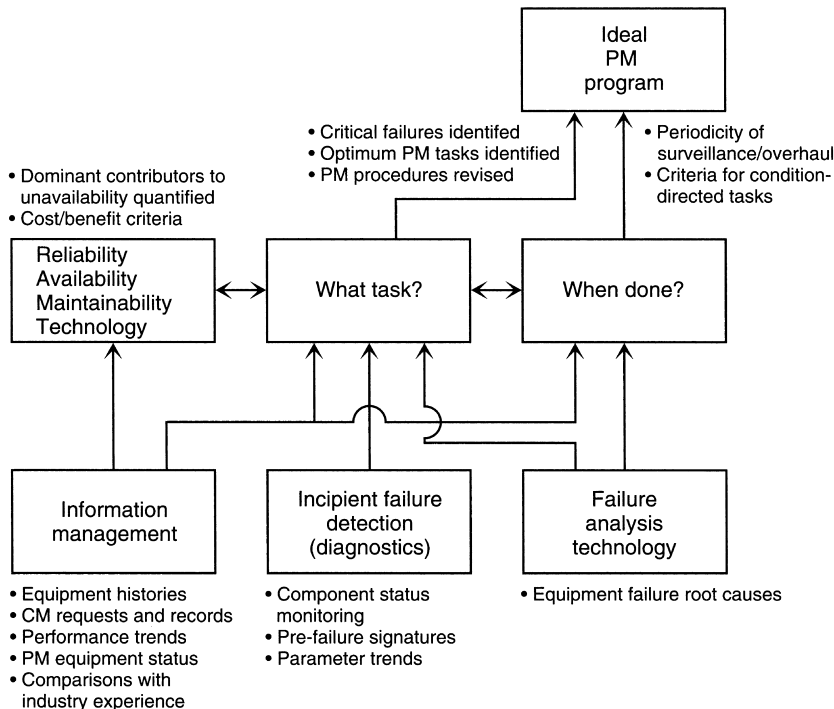 Ideal
PM
program
• Critical failures identifed
• Optimum PM tasks identified
• PM procedures revised
• Periodicity of
surveillance/overhaul
• Criteria for condition-
directed tasks
• Dominant contributors to
unavailability quantified
• Cost/benefit criteria
Reliability
Availability
Maintainability
Technology
What task?
When done?
Information
management
Incipient failure
detection
(diagnostics)
Failure
analysis
technology
• Equipment histories
• CM requests and records
• Performance trends
• PM equipment status
• Comparisons with
industry experience
• Component status
monitoring
• Pre-failure signatures
• Parameter trends
• Equipment failure root causes